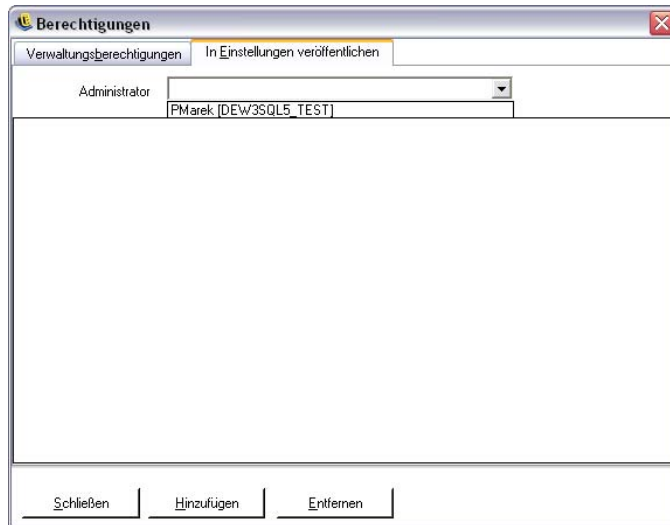 Berechtigungen
Verwaltungsberechtigungen In Einstellungen veröffentlichen
Administrator
PMarek [DEW3SQL5_TEST]
Schließen Hinzufügen Entfernen